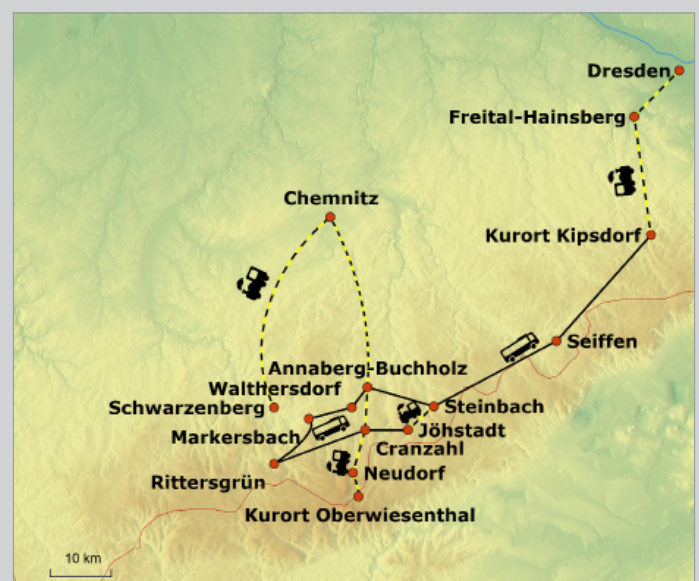 Dresden
Freital-Hainsberg
Chemnitz
Kurort Kipsdorf
Seiffen
Annaberg-Buchholz
Walthersdorf
Schwarzenberg
Steinbach
Markersbach
Jöhstadt
Cranzahl
Rittersgrün
Neudorf
Kurort Oberwiesenthal
10 km